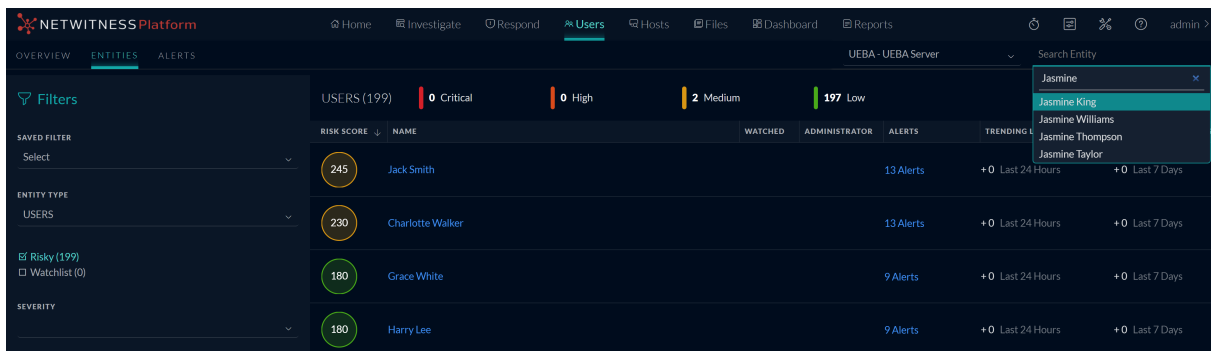 NETWITNESS Platform
Home Investigate Respond Users Hosts Files Dashboard Reports admin >
OVERVIEW ENTITIES ALERTS
UEBA - UEBA Server
Search Entity
Jasmine
Jasmine King
Jasmine Williams
Jasmine Thompson
Jasmine Taylor
Filters
SAVED FILTER
Select
ENTITY TYPE
USERS
Risky (199)
Watchlist (0)
SEVERITY
USERS (199) 0 Critical 0 High 2 Medium 197 Low
RISK SCORE ↓ NAME WATCHED ADMINISTRATOR ALERTS TRENDING
245 Jack Smith 13 Alerts +0 Last 24 Hours +0 Last 7 Days
230 Charlotte Walker 13 Alerts +0 Last 24 Hours +0 Last 7 Days
180 Grace White 9 Alerts +0 Last 24 Hours +0 Last 7 Days
180 Harry Lee 9 Alerts +0 Last 24 Hours +0 Last 7 Days